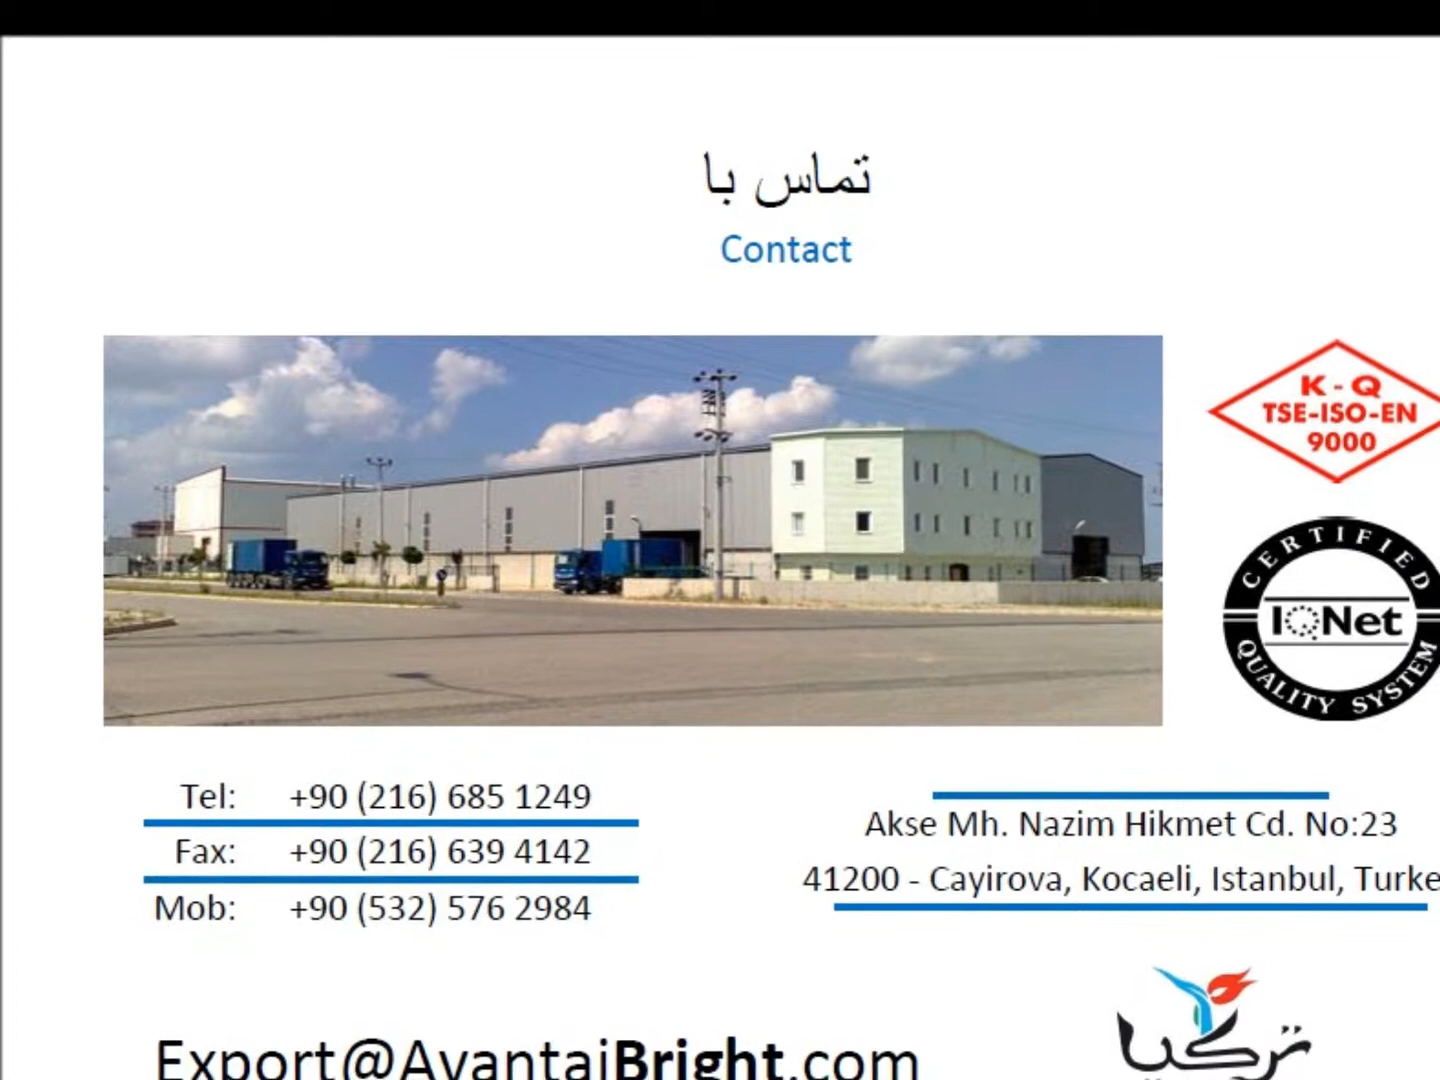 تماس با
Contact
K - Q
TSE-ISO-EN
9000
CERTIFIED
IQNet
QUALITY SYSTEM
Tel: +90 (216) 685 1249
Fax: +90 (216) 639 4142
Mob: +90 (532) 576 2984
Akse Mh. Nazim Hikmet Cd. No:23
41200 - Cayirova, Kocaeli, Istanbul, Turke
Export@AvantajBright.com
تركيا